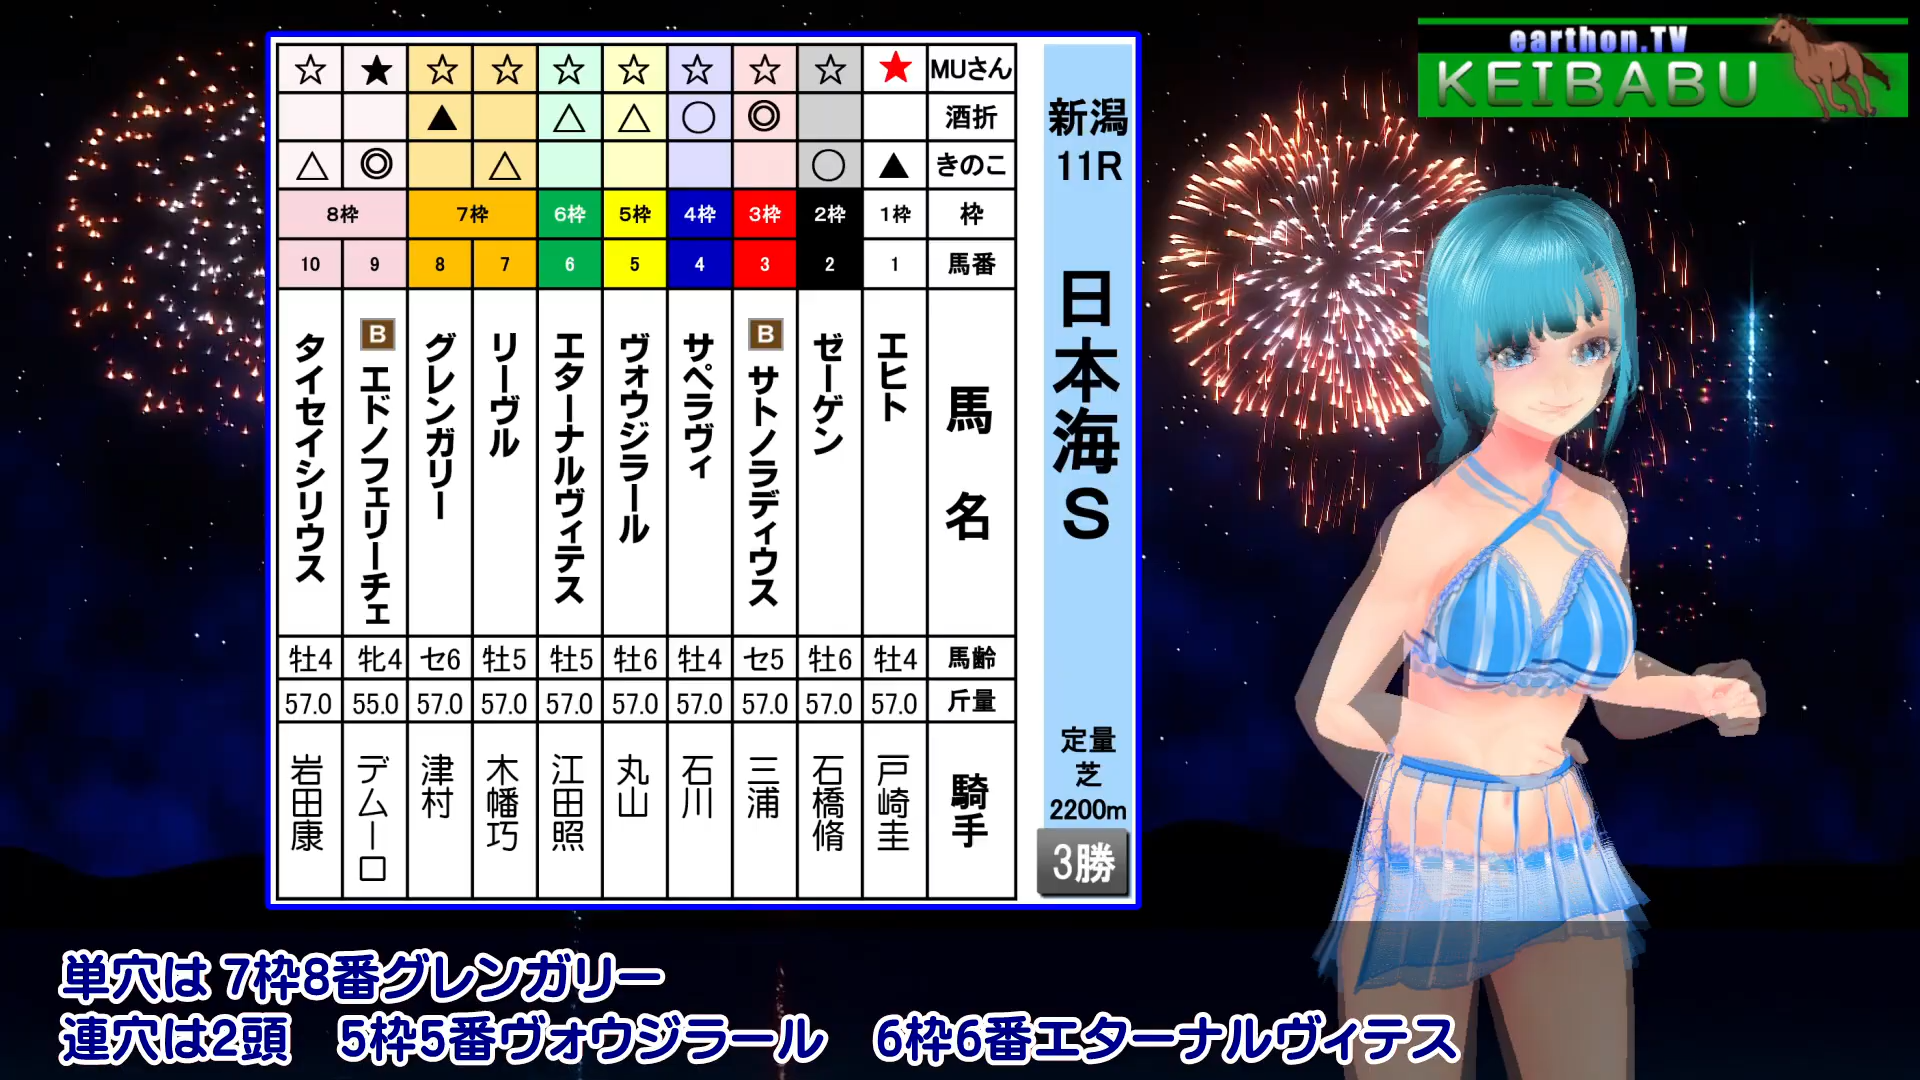 earthon.TV
KEIBABU
新潟
11R
日本海S
定量
芝
2200m
3勝
☆ ★ ☆ ☆ ☆ ☆ ☆ ☆ ☆ ★ MUさん
▲ △ △ ○ ◎ 酒折
△ ◎ △ ○ ▲ きのこ
8枠 7枠 6枠 5枠 4枠 3枠 2枠 1枠 枠
10 9 8 7 6 5 4 3 2 1 馬番
馬名
エヒト
ゼーゲン
B サトノラディウス
サペラヴィ
ヴォウジラール
エターナルヴィテス
リーヴル
グレンガリー
B エドノフェリーチェ
タイセイシリウス
牡4 牝4 セ6 牡5 牡5 牡6 牡4 セ5 牡6 牡4 馬齢
57.0 55.0 57.0 57.0 57.0 57.0 57.0 57.0 57.0 57.0 斤量
騎手
戸崎圭
石橋脩
三浦
石川
丸山
江田照
木幡巧
津村
デムーロ
岩田康
単穴は 7枠8番グレンガリー
連穴は2頭　5枠5番ヴォウジラール　6枠6番エターナルヴィテス